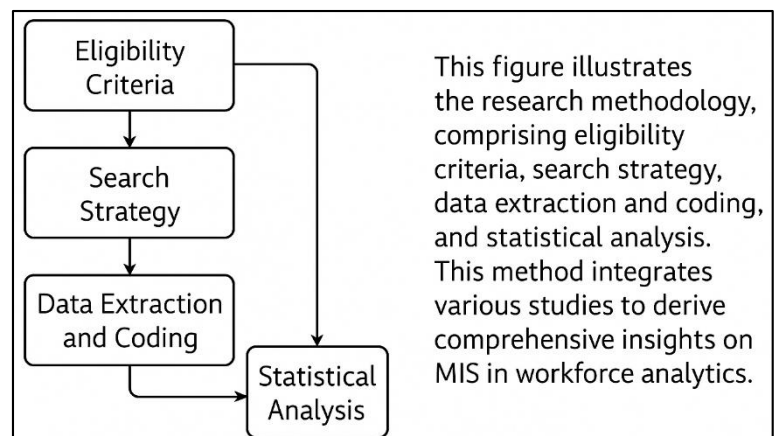 Eligibility
Criteria
Search
Strategy
Data Extraction
and Coding
Statistical
Analysis
This figure illustrates
the research methodology,
comprising eligibility
criteria, search strategy,
data extraction and coding,
and statistical analysis.
This method integrates
various studies to derive
comprehensive insights on
MIS in workforce analytics.